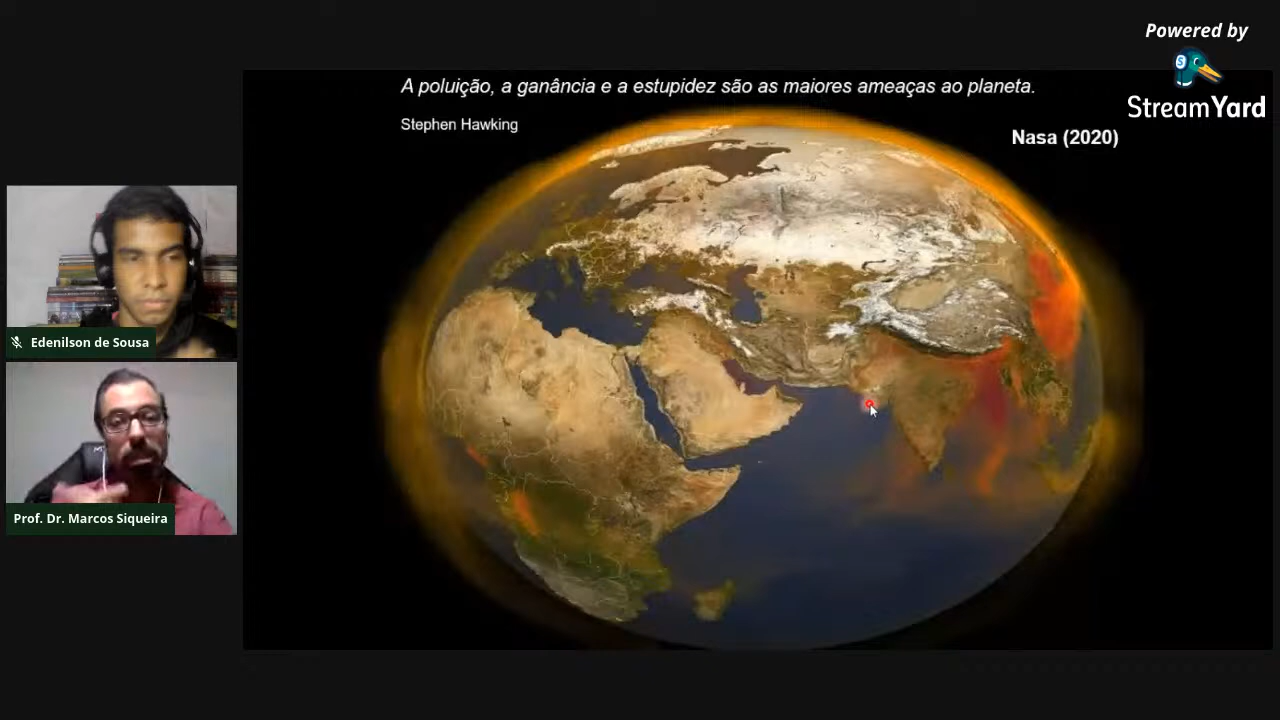 Powered by
StreamYard
A poluição, a ganância e a estupidez são as maiores ameaças ao planeta.
Stephen Hawking
Nasa (2020)
Edenilson de Sousa
Prof. Dr. Marcos Siqueira